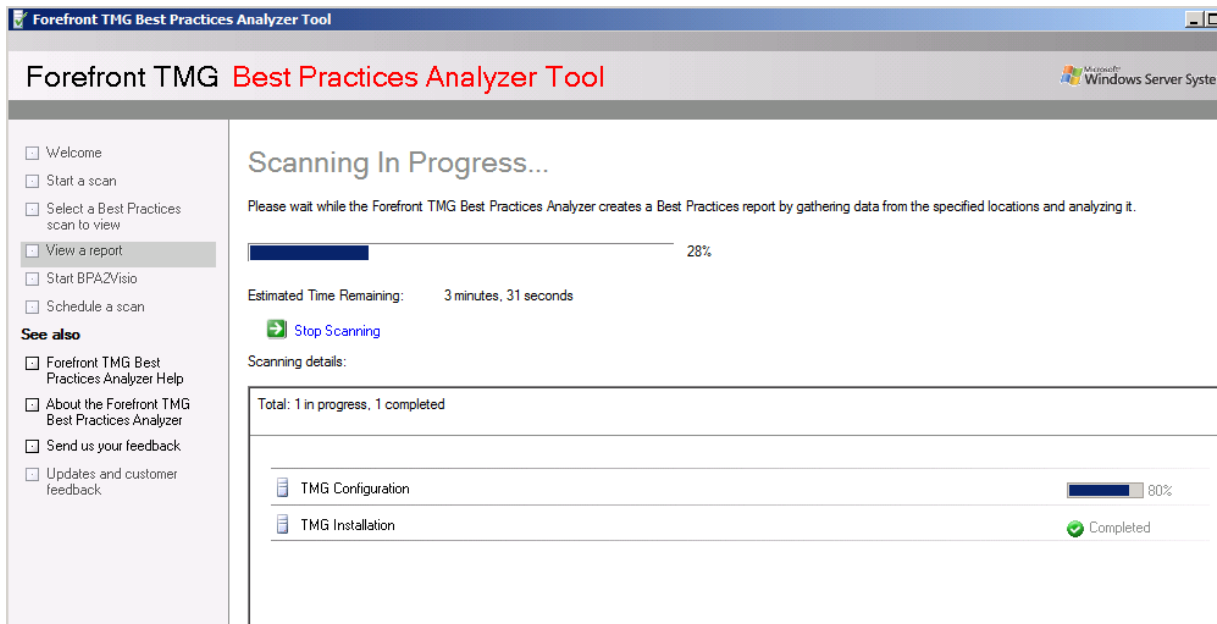 Forefront TMG Best Practices Analyzer Tool
Forefront TMG Best Practices Analyzer Tool
Microsoft
Windows Server Syste
Welcome
Start a scan
Select a Best Practices
scan to view
View a report
Start BPA2Visio
Schedule a scan
See also
Forefront TMG Best
Practices Analyzer Help
About the Forefront TMG
Best Practices Analyzer
Send us your feedback
Updates and customer
feedback
Scanning In Progress...
Please wait while the Forefront TMG Best Practices Analyzer creates a Best Practices report by gathering data from the specified locations and analyzing it.
28%
Estimated Time Remaining: 3 minutes, 31 seconds
Stop Scanning
Scanning details:
Total: 1 in progress, 1 completed
TMG Configuration 80%
TMG Installation Completed